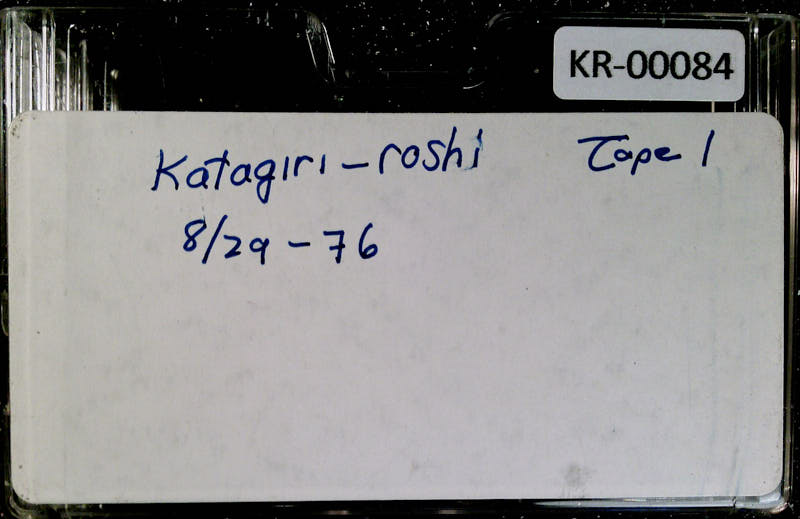 KR-00084
Katagiri-roshi Tape 1
8/29-76